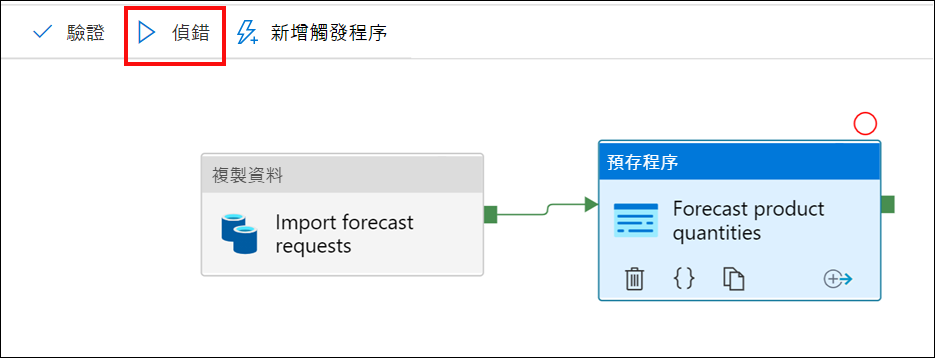 驗證
偵錯
新增觸發程序
複製資料
Import forecast
requests
預存程序
Forecast product
quantities